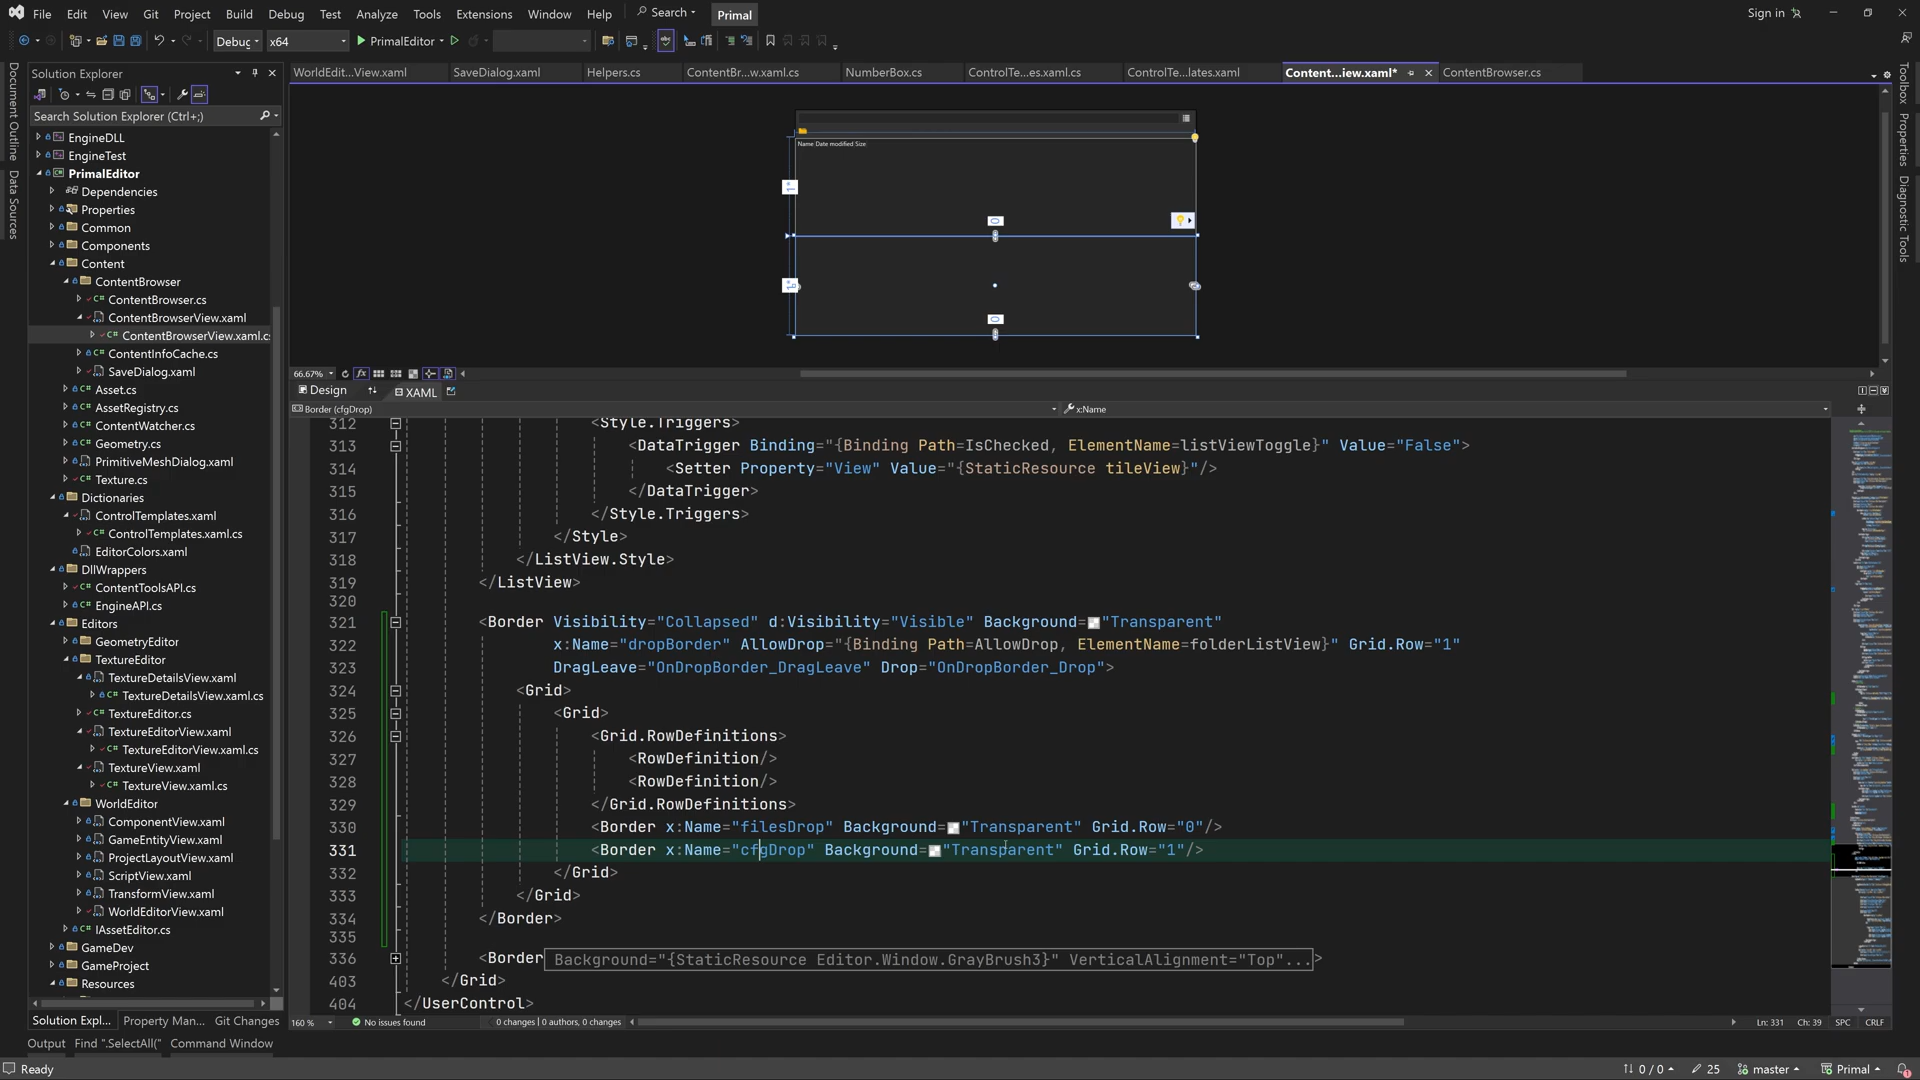 File Edit View Git Project Build Debug Test Analyze Tools Extensions Window Help Search Primal Sign in
Debug x64 PrimalEditor
Solution Explorer
WorldEdit...View.xaml SaveDialog.xaml Helpers.cs ContentBr...w.xaml.cs NumberBox.cs ControlTe...es.xaml.cs ControlTe...lates.xaml Content...iew.xaml* ContentBrowser.cs
Search Solution Explorer (Ctrl+;)
Document Outline
Data Sources
Toolbox
Properties
Diagnostic Tools
EngineDLL
EngineTest
PrimalEditor
Dependencies
Properties
Common
Components
Content
ContentBrowser
ContentBrowser.cs
ContentBrowserView.xaml
ContentBrowserView.xaml.cs
ContentInfoCache.cs
SaveDialog.xaml
Asset.cs
AssetRegistry.cs
ContentWatcher.cs
Geometry.cs
PrimitiveMeshDialog.xaml
Texture.cs
Dictionaries
ControlTemplates.xaml
ControlTemplates.xaml.cs
EditorColors.xaml
DllWrappers
ContentToolsAPI.cs
EngineAPI.cs
Editors
GeometryEditor
TextureEditor
TextureDetailsView.xaml
TextureDetailsView.xaml.cs
TextureEditor.cs
TextureEditorView.xaml
TextureEditorView.xaml.cs
TextureView.xaml
TextureView.xaml.cs
WorldEditor
ComponentView.xaml
GameEntityView.xaml
ProjectLayoutView.xaml
ScriptView.xaml
TransformView.xaml
WorldEditorView.xaml
IAssetEditor.cs
GameDev
GameProject
Resources
Solution Expl... Property Man... Git Changes
Name Date modified Size
66.67%
Design XAML
Border (cfgDrop) x:Name
312 <Style.Triggers>
313 <DataTrigger Binding="{Binding Path=IsChecked, ElementName=listViewToggle}" Value="False">
314 <Setter Property="View" Value="{StaticResource tileView}"/>
315 </DataTrigger>
316 </Style.Triggers>
317 </Style>
318 </ListView.Style>
319 </ListView>
320
321 <Border Visibility="Collapsed" d:Visibility="Visible" Background="Transparent"
322 x:Name="dropBorder" AllowDrop="{Binding Path=AllowDrop, ElementName=folderListView}" Grid.Row="1"
323 DragLeave="OnDropBorder_DragLeave" Drop="OnDropBorder_Drop">
324 <Grid>
325 <Grid>
326 <Grid.RowDefinitions>
327 <RowDefinition/>
328 <RowDefinition/>
329 </Grid.RowDefinitions>
330 <Border x:Name="filesDrop" Background="Transparent" Grid.Row="0"/>
331 <Border x:Name="cfgDrop" Background="Transparent" Grid.Row="1"/>
332 </Grid>
333 </Grid>
334 </Border>
335
336 <Border Background="{StaticResource Editor.Window.GrayBrush3}" VerticalAlignment="Top"...>
403 </Grid>
404 </UserControl>
160 % No issues found 0 changes | 0 authors, 0 changes Ln: 331 Ch: 39 SPC CRLF
Output Find ".SelectAll(" Command Window
Ready 0 / 0 25 master Primal